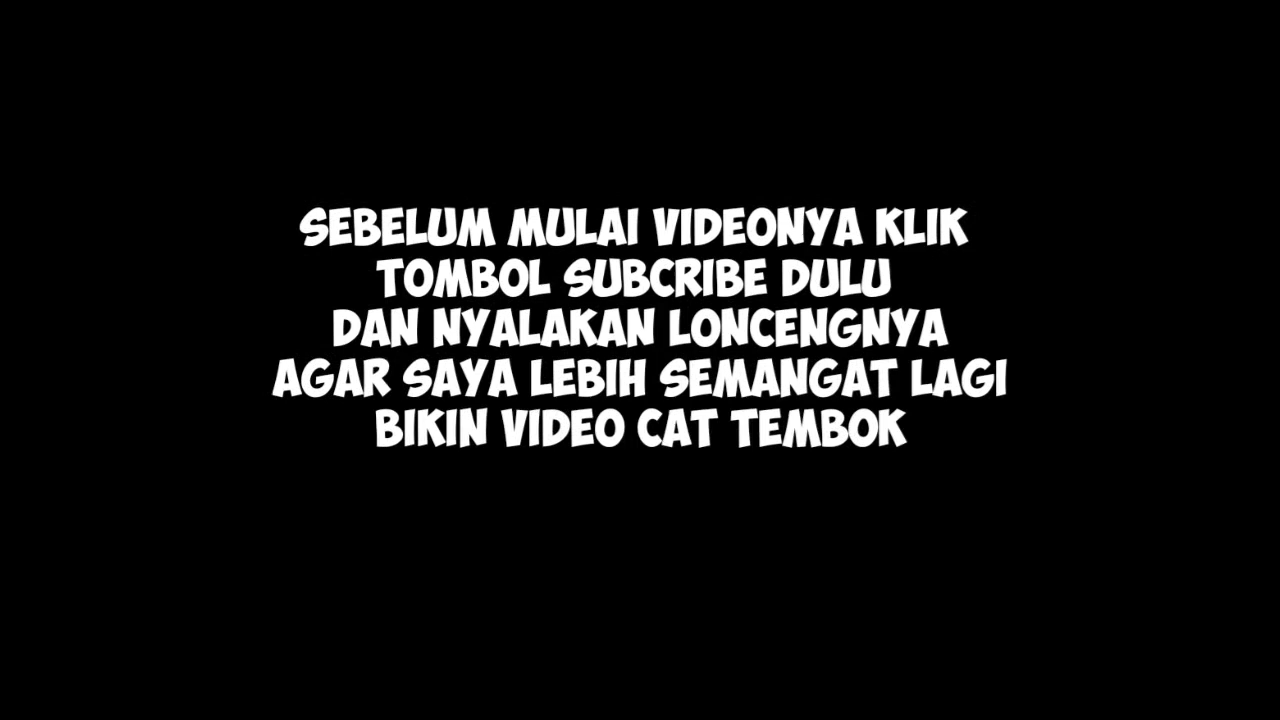 SEBELUM MULAI VIDEONYA KLIK
TOMBOL SUBCRIBE DULU
DAN NYALAKAN LONCENGNYA
AGAR SAYA LEBIH SEMANGAT LAGI
BIKIN VIDEO CAT TEMBOK